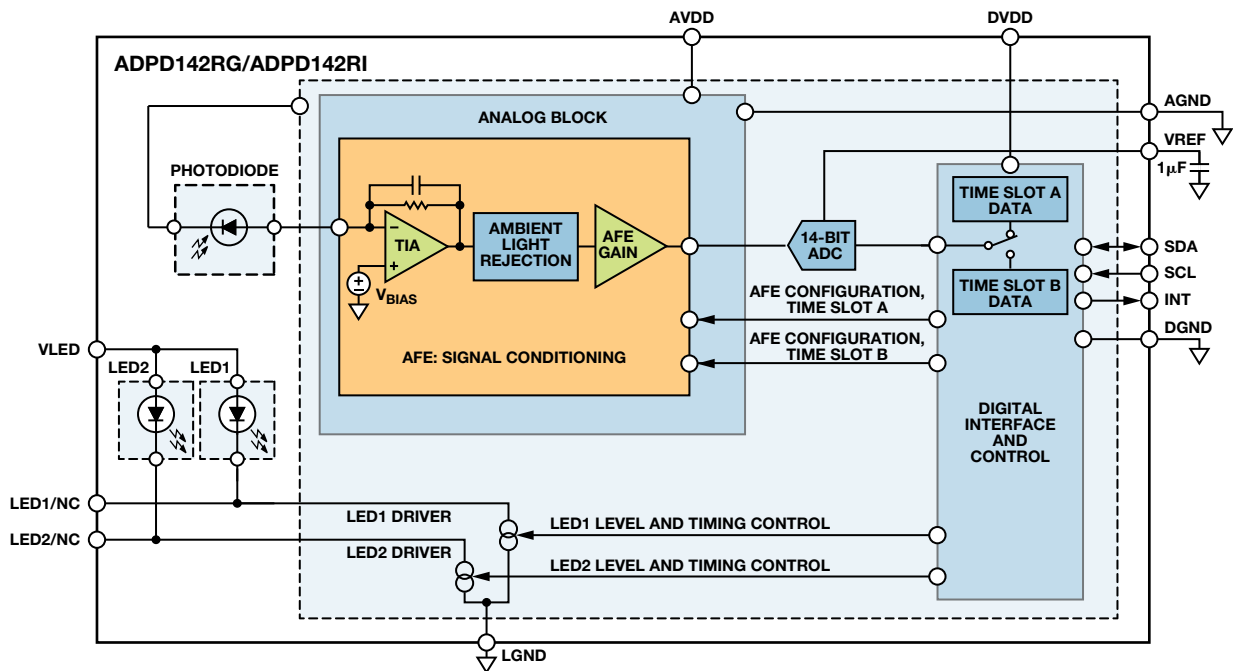 AVDD
DVDD
ADPD142RG/ADPD142RI
ANALOG BLOCK
AGND
VREF
1µF
PHOTODIODE
TIME SLOT A
DATA
−
TIA
+
VBIAS
AMBIENT
LIGHT
REJECTION
AFE
GAIN
14-BIT
ADC
SDA
SCL
INT
TIME SLOT B
DATA
AFE CONFIGURATION,
TIME SLOT A
DGND
AFE CONFIGURATION,
TIME SLOT B
AFE: SIGNAL CONDITIONING
VLED
LED2
LED1
DIGITAL
INTERFACE
AND
CONTROL
LED1/NC
LED1 DRIVER
LED1 LEVEL AND TIMING CONTROL
LED2/NC
LED2 DRIVER
LED2 LEVEL AND TIMING CONTROL
LGND